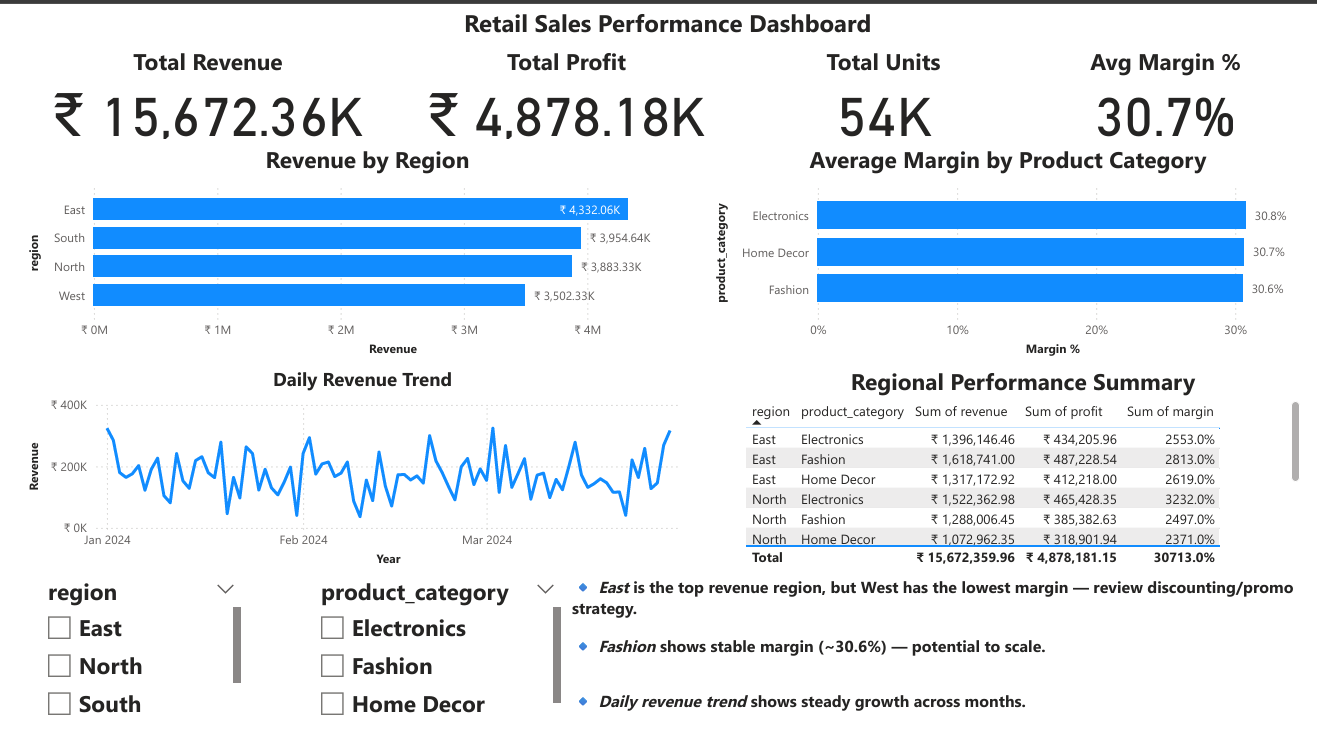 Retail Sales Performance Dashboard
Total Revenue
₹ 15,672.36K
Total Profit
₹ 4,878.18K
Total Units
54K
Avg Margin %
30.7%
Revenue by Region
region
East ₹ 4,332.06K
South ₹ 3,954.64K
North ₹ 3,883.33K
West ₹ 3,502.33K
₹ 0M ₹ 1M ₹ 2M ₹ 3M ₹ 4M
Revenue
Average Margin by Product Category
product_category
Electronics 30.8%
Home Decor 30.7%
Fashion 30.6%
0% 10% 20% 30%
Margin %
Daily Revenue Trend
Revenue
₹ 400K
₹ 200K
₹ 0K
Jan 2024 Feb 2024 Mar 2024
Year
Regional Performance Summary
region product_category Sum of revenue Sum of profit Sum of margin
East Electronics ₹ 1,396,146.46 ₹ 434,205.96 2553.0%
East Fashion ₹ 1,618,741.00 ₹ 487,228.54 2813.0%
East Home Decor ₹ 1,317,172.92 ₹ 412,218.00 2619.0%
North Electronics ₹ 1,522,362.98 ₹ 465,428.35 3232.0%
North Fashion ₹ 1,288,006.45 ₹ 385,382.63 2497.0%
North Home Decor ₹ 1,072,962.35 ₹ 318,901.94 2371.0%
Total ₹ 15,672,359.96 ₹ 4,878,181.15 30713.0%
region
East
North
South
product_category
Electronics
Fashion
Home Decor
🔹 East is the top revenue region, but West has the lowest margin — review discounting/promo
strategy.
🔹 Fashion shows stable margin (~30.6%) — potential to scale.
🔹 Daily revenue trend shows steady growth across months.